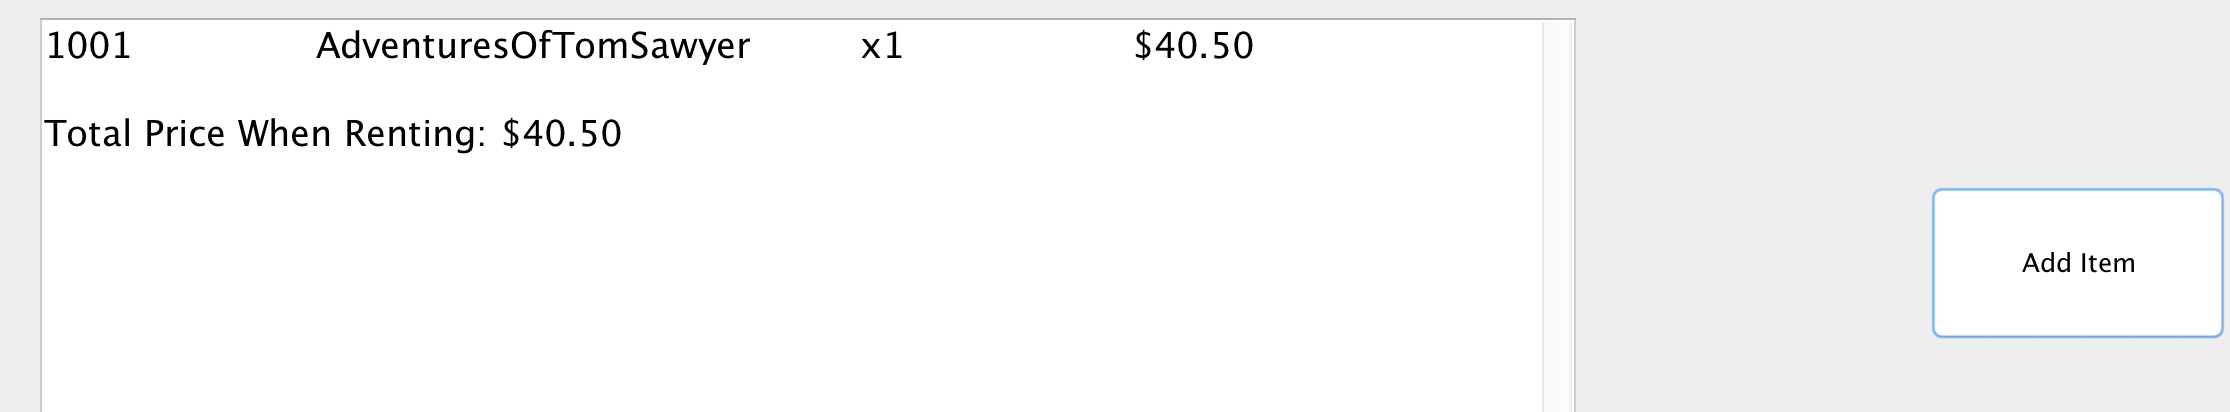 1001 AdventuresOfTomSawyer x1 $40.50
Total Price When Renting: $40.50
Add Item